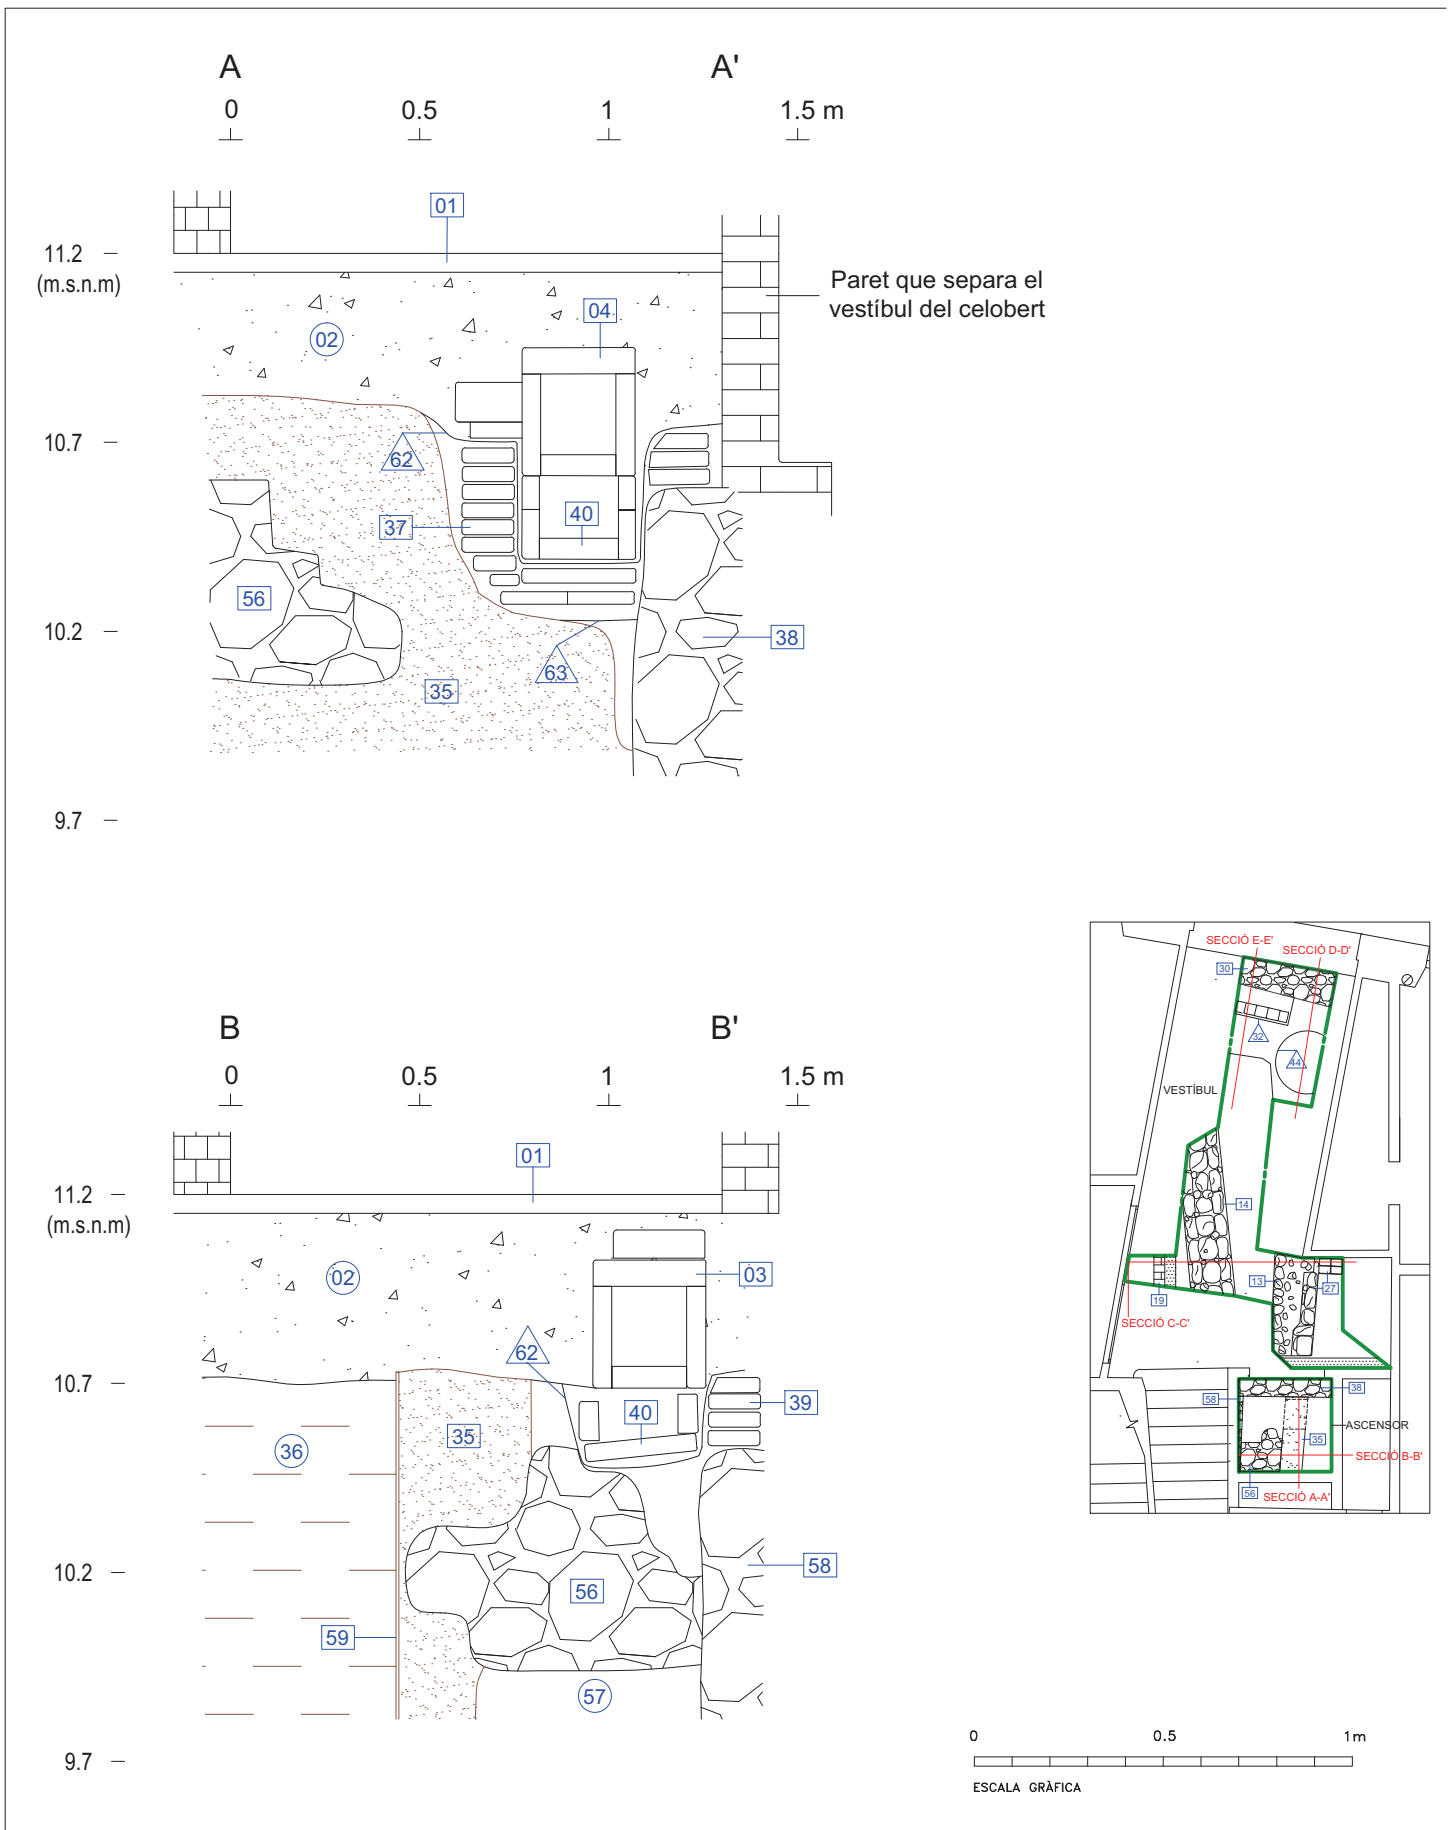 A A'
0 0.5 1 1.5 m
01
11.2
(m.s.n.m)
Paret que separa el
vestíbul del celobert
04
02
10.7
62
37
40
56
10.2
38
63
35
9.7
B B'
0 0.5 1 1.5 m
01
11.2
(m.s.n.m)
03
02
62
10.7
39
40
35
36
10.2
58
56
59
57
9.7
SECCIÓ E-E'
SECCIÓ D-D'
30
32
44
VESTÍBUL
14
13
27
19
SECCIÓ C-C'
38
58
ASCENSOR
35
SECCIÓ B-B'
56
SECCIÓ A-A'
0 0.5 1m
ESCALA GRÀFICA